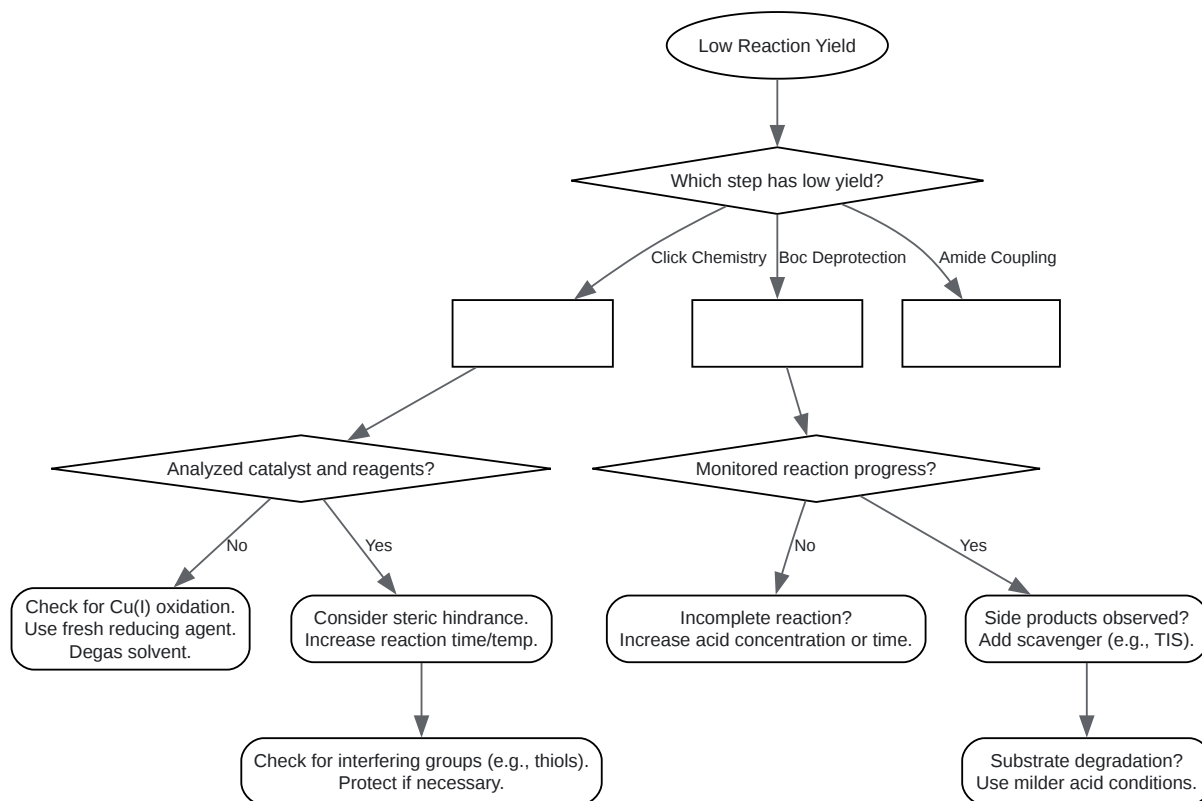 Low Reaction Yield
Which step has low yield?
Click Chemistry
Boc Deprotection
Amide Coupling
Analyzed catalyst and reagents?
Monitored reaction progress?
No
Yes
No
Yes
Check for Cu(I) oxidation.
Use fresh reducing agent.
Degas solvent.
Consider steric hindrance.
Increase reaction time/temp.
Incomplete reaction?
Increase acid concentration or time.
Side products observed?
Add scavenger (e.g., TIS).
Check for interfering groups (e.g., thiols).
Protect if necessary.
Substrate degradation?
Use milder acid conditions.